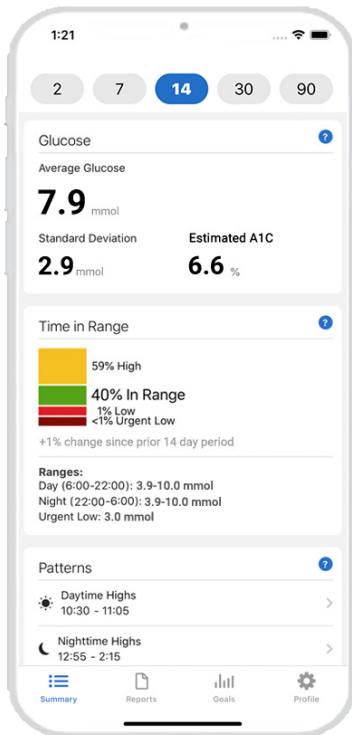 1:21
2 7 14 30 90
Glucose
?
Average Glucose
7.9 mmol
Standard Deviation Estimated A1C
2.9 mmol 6.6 %
Time in Range
?
59% High
40% In Range
1% Low
<1% Urgent Low
+1% change since prior 14 day period
Ranges:
Day (6:00-22:00): 3.9-10.0 mmol
Night (22:00-6:00): 3.9-10.0 mmol
Urgent Low: 3.0 mmol
Patterns
?
Daytime Highs
10:30 - 11:05
Nighttime Highs
12:55 - 2:15
Summary Reports Goals Profile